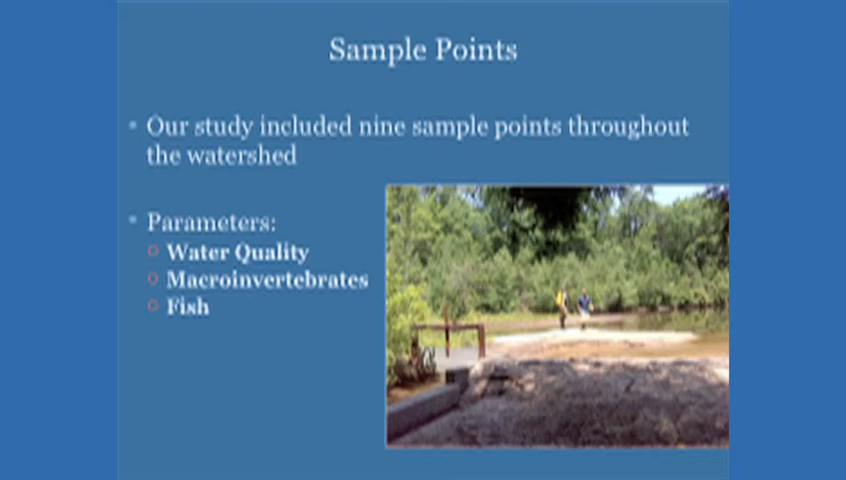 Sample Points
Our study included nine sample points throughout
the watershed
Parameters:
Water Quality
Macroinvertebrates
Fish